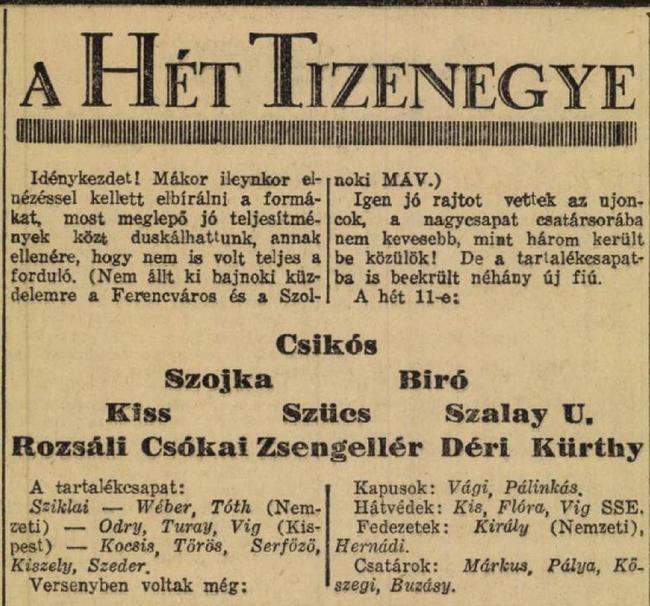 A HÉT TIZENEGYE
Idénykezdet! Mákor ileynkor el-
nézéssel kellett elbírálni a formá-
kat, most meglepő jó teljesítmé-
nyek közt duskálhattunk, annak
ellenére, hogy nem is volt teljes a
forduló. (Nem állt ki bajnoki küz-
delemre a Ferencváros és a Szol-
noki MÁV.)
Igen jó rajtot vettek az ujon-
cok, a nagycsapat csatársorába
nem kevesebb, mint három került
be közülök! De a tartalékcsapat-
ba is beekrült néhány új fiú.
A hét 11-e:
Csikós
Szojka Biró
Kiss Szücs Szalay U.
Rozsáli Csókai Zsengellér Déri Kürthy
A tartalékcsapat:
Sziklai — Wéber, Tóth (Nem-
zeti) — Odry, Turay, Vig (Kis-
pest) — Kocsis, Törös, Serfőző,
Kiszely, Szeder.
Versenyben voltak még:
Kapusok: Vági, Pálinkás.
Hátvédek: Kis, Flóra, Vig SSE.
Fedezetek: Király (Nemzeti),
Hernádi.
Csatárok: Márkus, Pálya, Kő-
szegi, Buzásy.